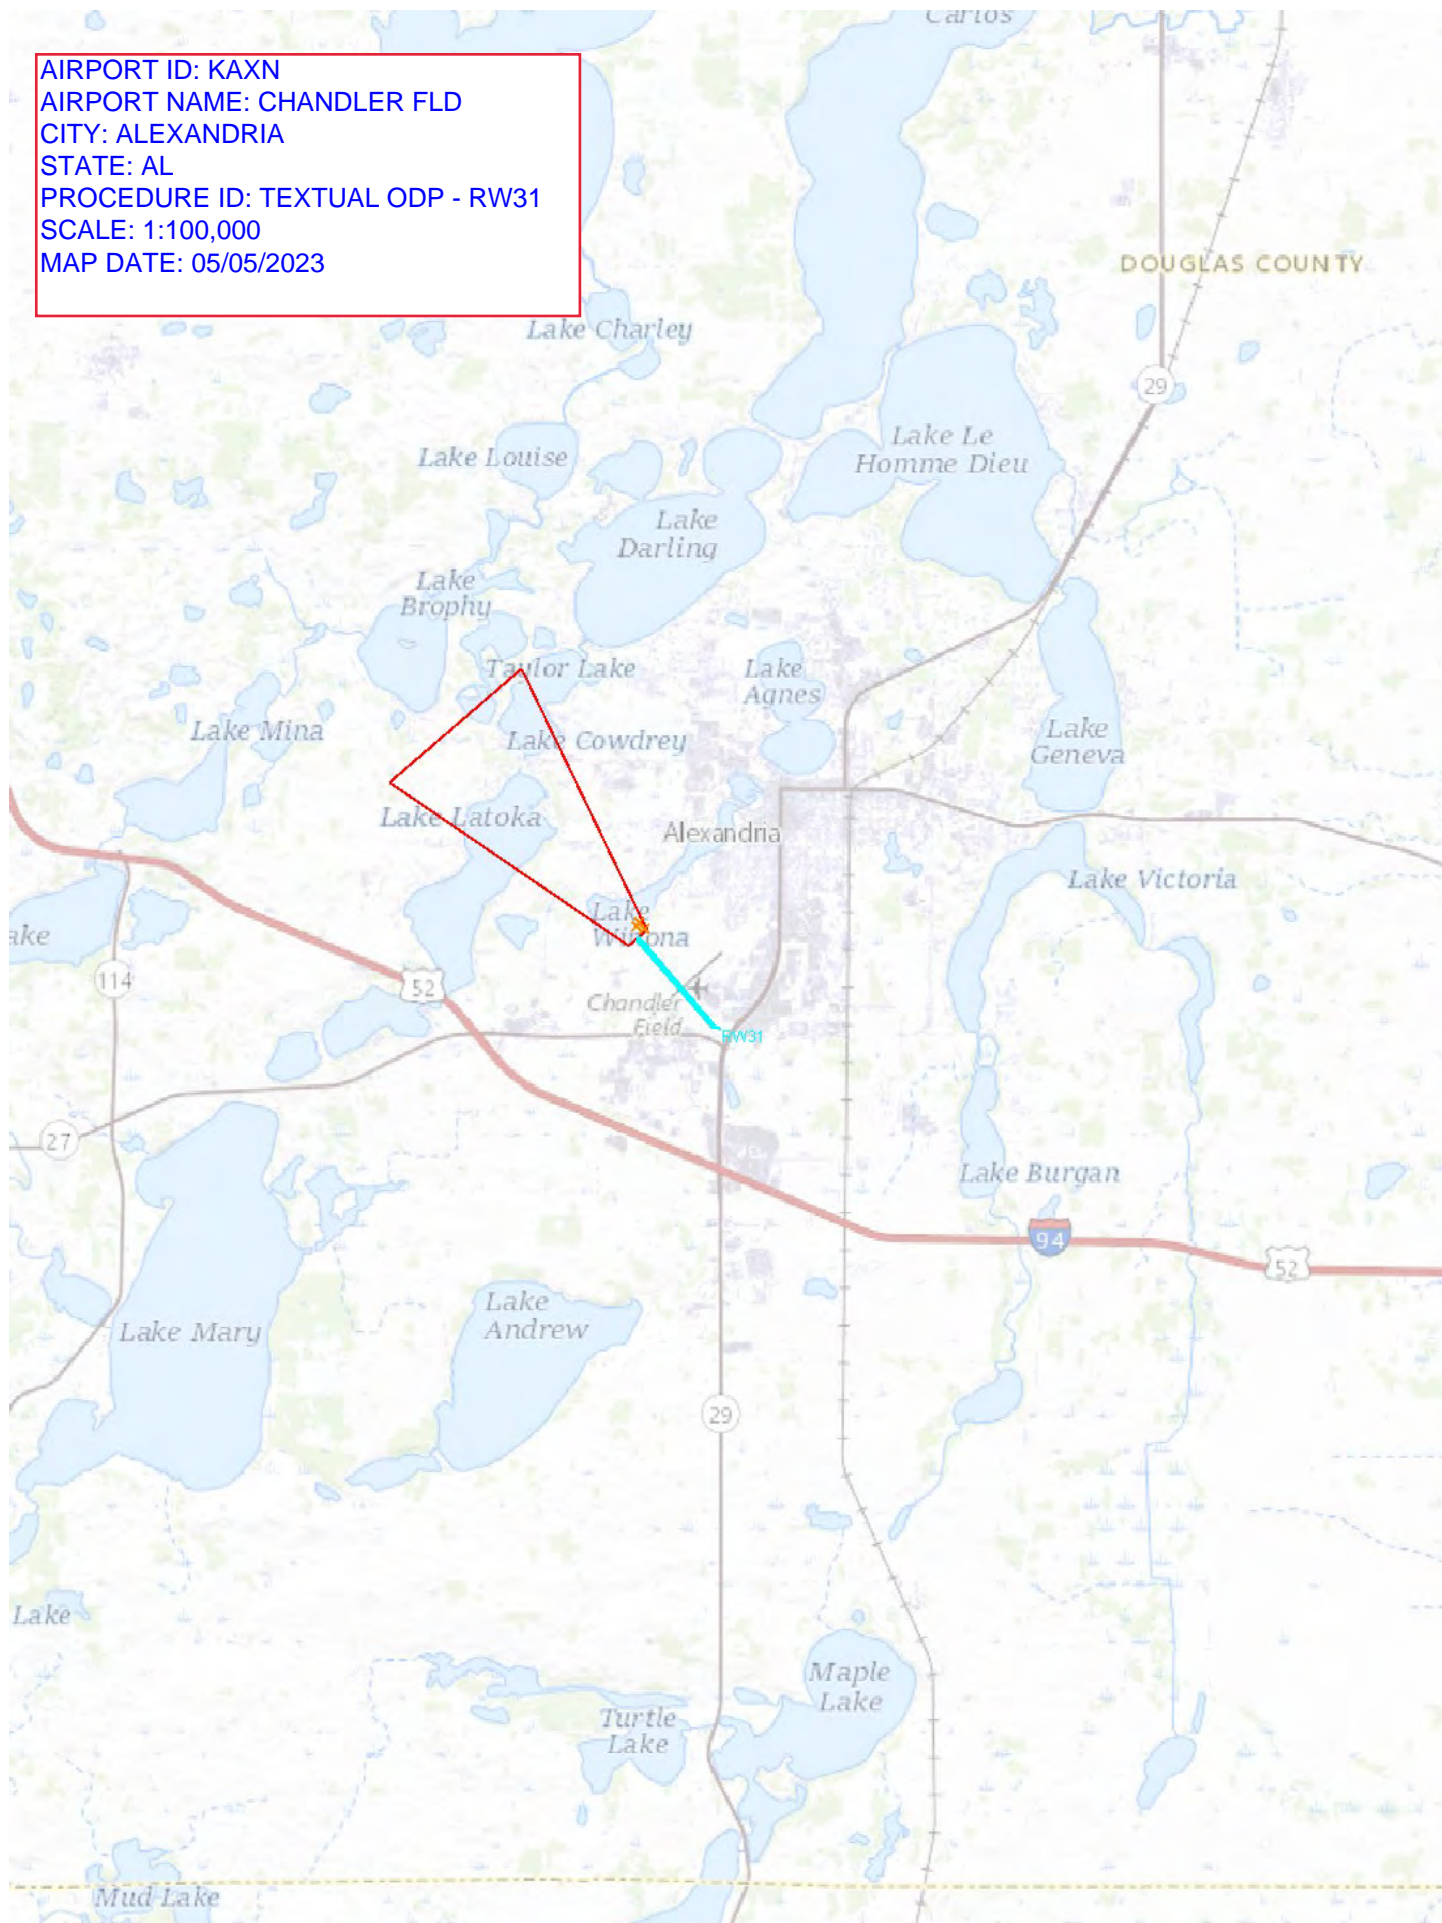 Carlos
AIRPORT ID: KAXN
AIRPORT NAME: CHANDLER FLD
CITY: ALEXANDRIA
STATE: AL
PROCEDURE ID: TEXTUAL ODP - RW31
SCALE: 1:100,000
MAP DATE: 05/05/2023
DOUGLAS COUNTY
Lake Charley
29
Lake Le
Homme Dieu
Lake Louise
Lake
Darling
Lake
Brophy
Taylor Lake
Lake
Agnes
Lake Mina
Lake Cowdrey
Lake
Geneva
Lake Latoka
Alexandria
Lake Victoria
Lake
Winona
ake
114
52
Chandler
Field
RW31
27
Lake Burgan
94
52
Lake
Andrew
Lake Mary
29
Lake
Maple
Lake
Turtle
Lake
Mud Lake